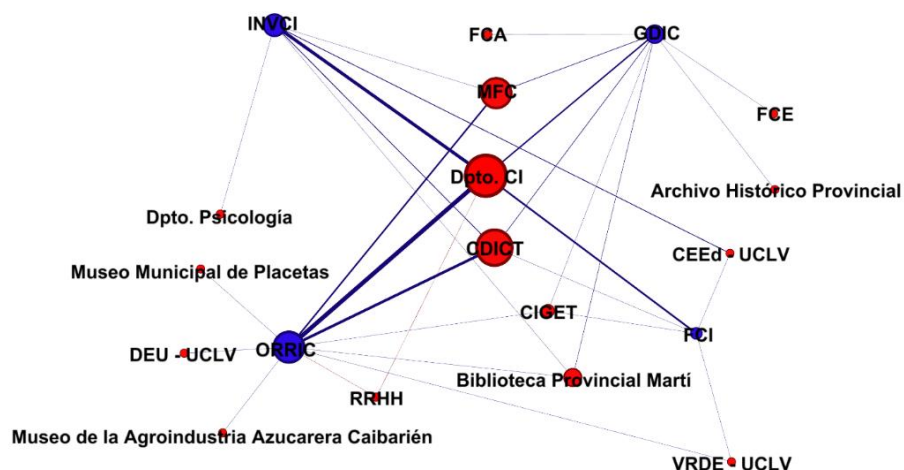 INVCI
GDIC
FCA
MFC
FCE
Dpto. CI
Archivo Histórico Provincial
Dpto. Psicología
CDICT
CEEd - UCLV
Museo Municipal de Placetas
CIGET
FCI
ORRIC
DEU - UCLV
Biblioteca Provincial Martí
RRHH
Museo de la Agroindustria Azucarera Caibarién
VRDE - UCLV